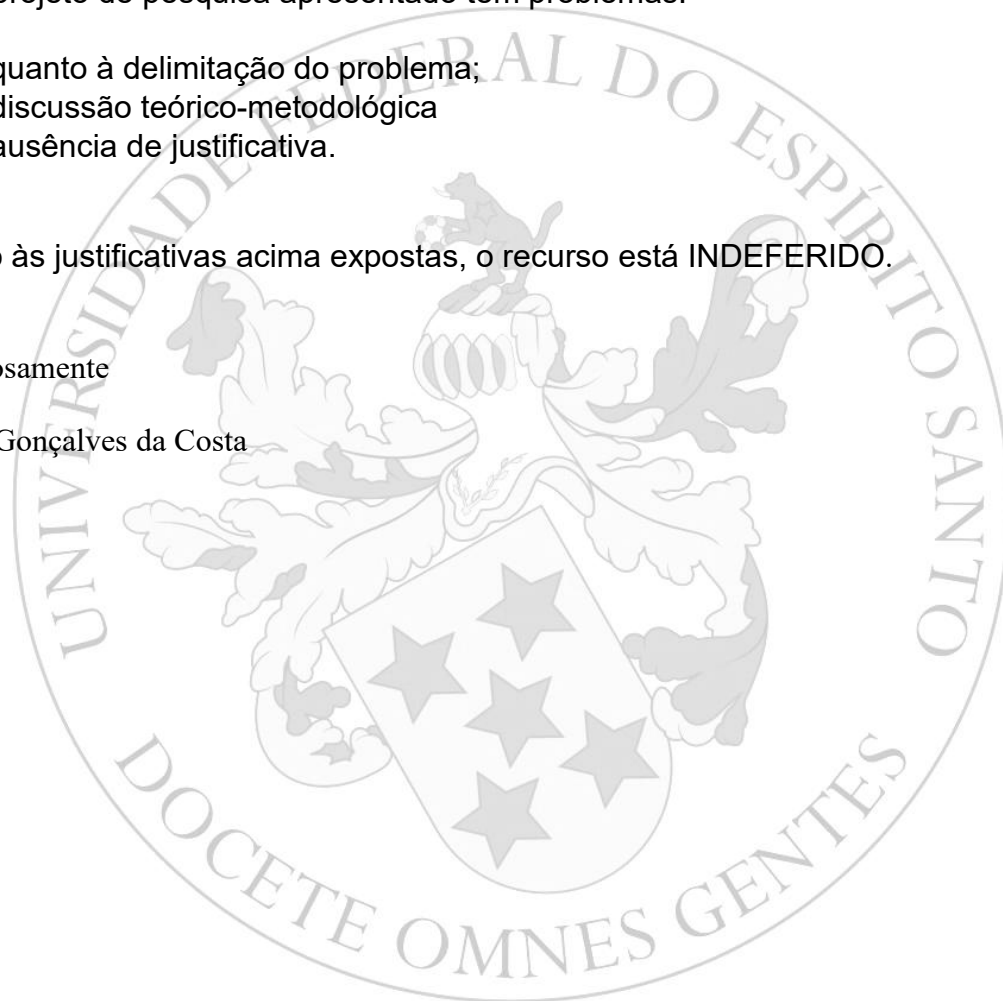 projeto de pesquisa apresentado tem problemas:
quanto à delimitação do problema;
discussão teórico-metodológica
ausência de justificativa.
às justificativas acima expostas, o recurso está INDEFERIDO.
osamente
Gonçalves da Costa
UNIVERSIDADE FEDERAL DO ESPÍRITO SANTO
DOCETE OMNES GENTES